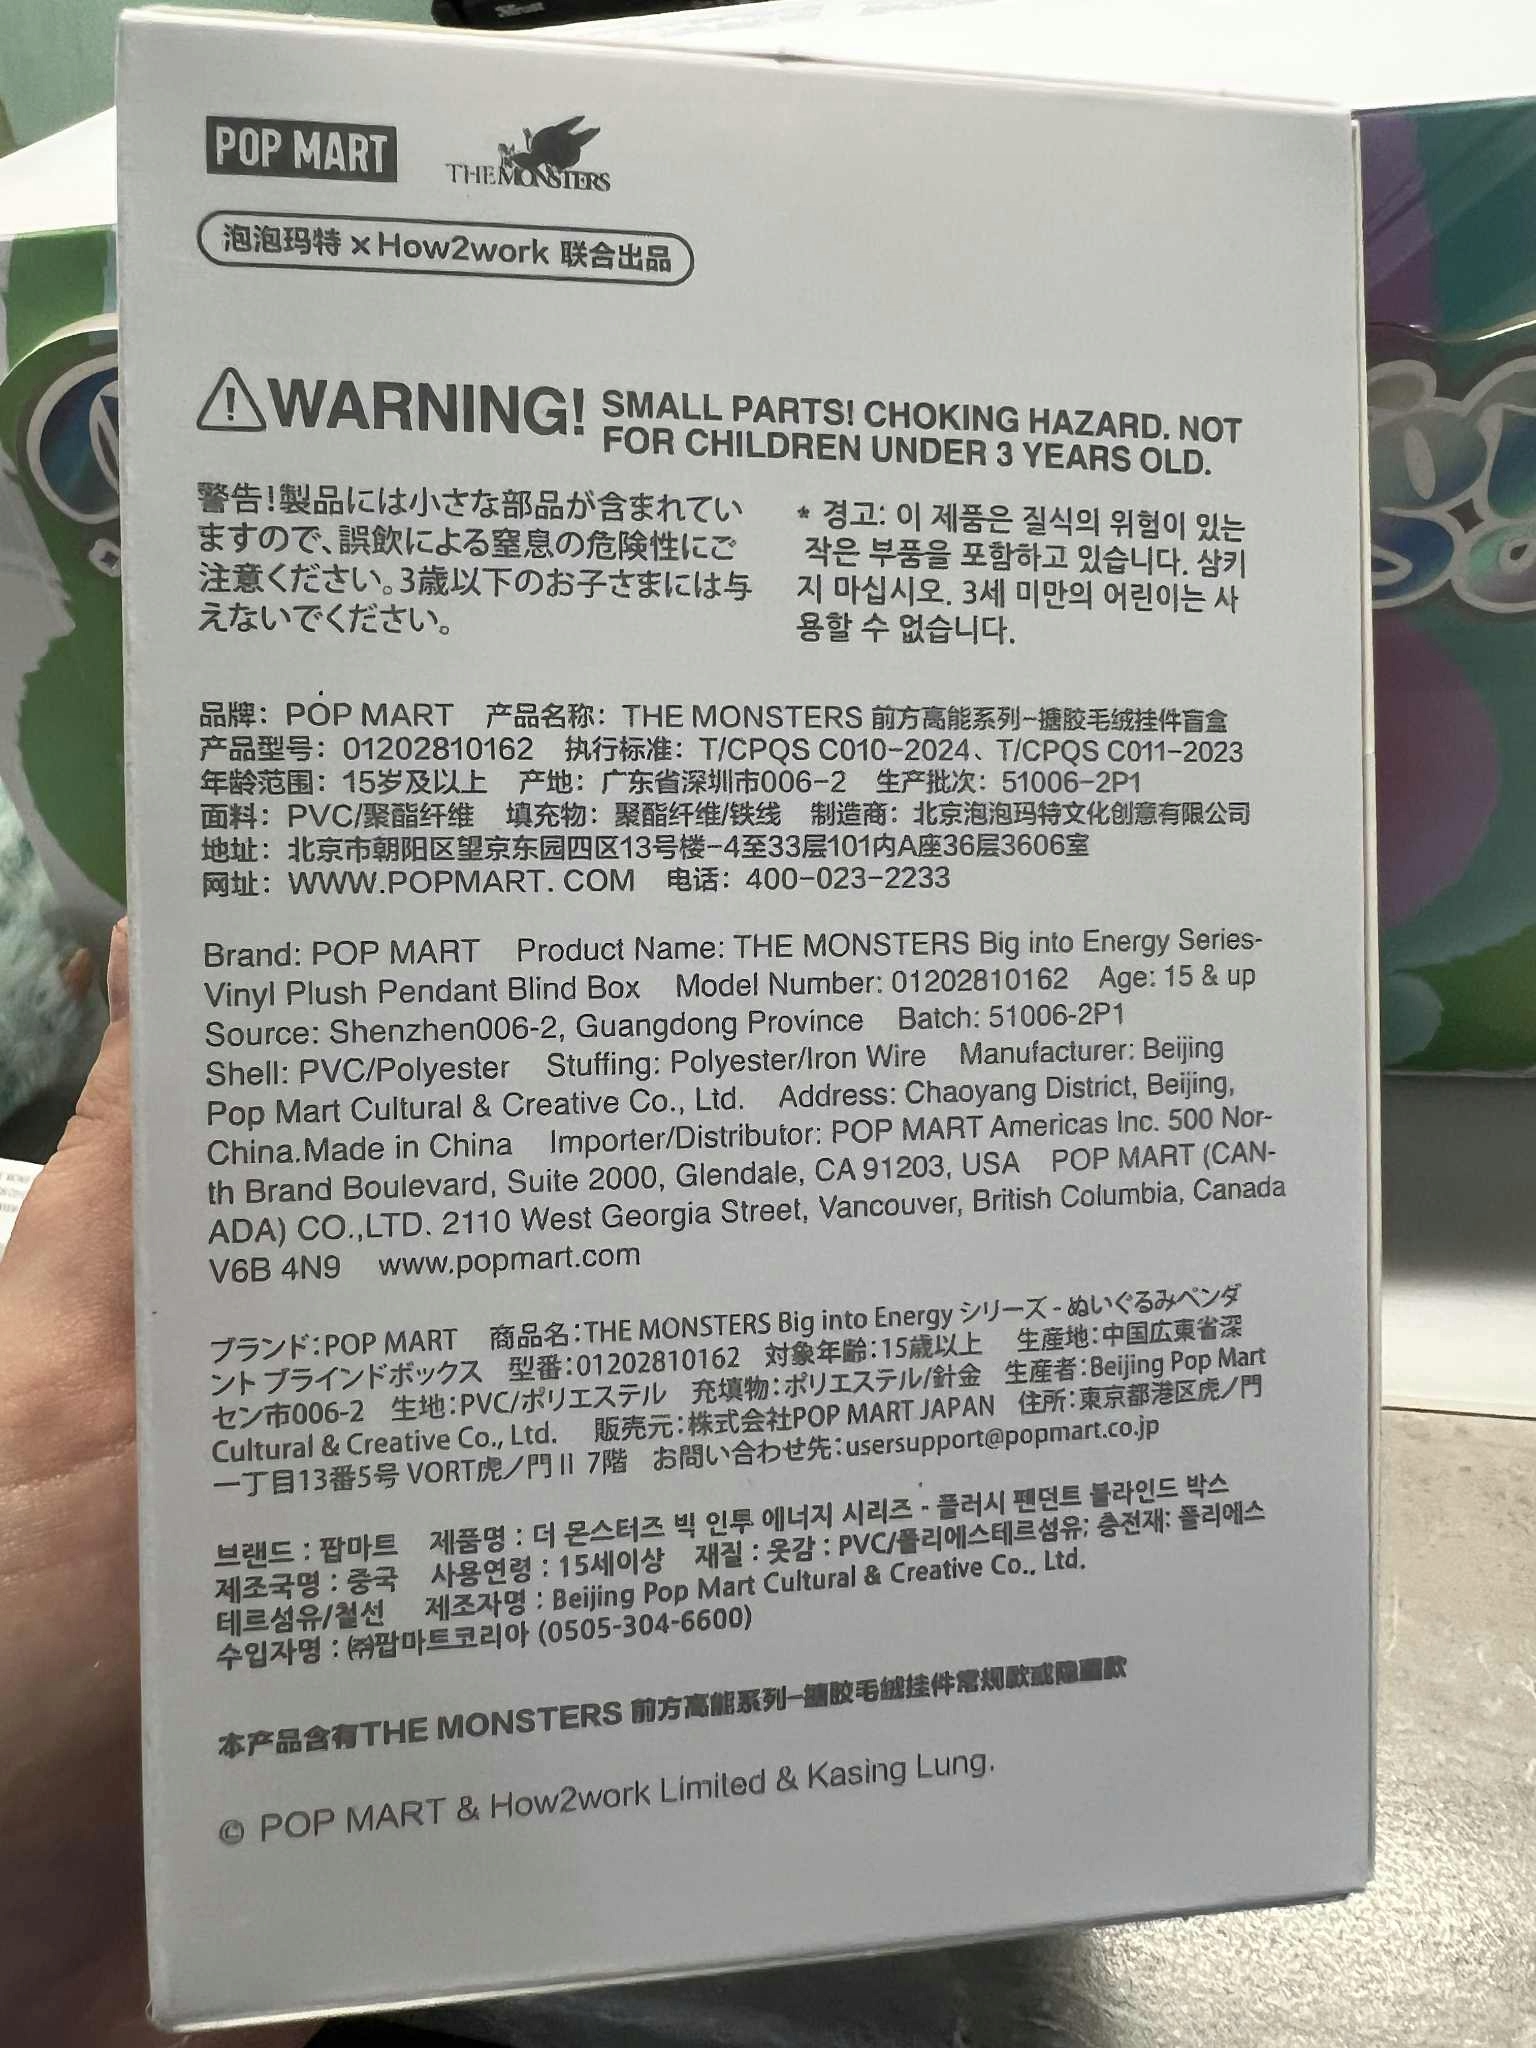 POP MART
THE MONSTERS
泡泡玛特 × How2work 联合出品
WARNING! SMALL PARTS! CHOKING HAZARD. NOT
FOR CHILDREN UNDER 3 YEARS OLD.
警告!製品には小さな部品が含まれてい
ますので、誤飲による窒息の危険性にご
注意ください。3歳以下のお子さまには与
えないでください。
* 경고: 이 제품은 질식의 위험이 있는
작은 부품을 포함하고 있습니다. 삼키
지 마십시오. 3세 미만의 어린이는 사
용할 수 없습니다.
品牌: POP MART 产品名称: THE MONSTERS 前方高能系列-搪胶毛绒挂件盲盒
产品型号: 01202810162 执行标准: T/CPQS C010-2024、T/CPQS C011-2023
年龄范围: 15岁及以上 产地: 广东省深圳市006-2 生产批次: 51006-2P1
面料: PVC/聚酯纤维 填充物: 聚酯纤维/铁线 制造商: 北京泡泡玛特文化创意有限公司
地址: 北京市朝阳区望京东园四区13号楼-4至33层101内A座36层3606室
网址: WWW.POPMART. COM 电话: 400-023-2233
Brand: POP MART Product Name: THE MONSTERS Big into Energy Series-
Vinyl Plush Pendant Blind Box Model Number: 01202810162 Age: 15 & up
Source: Shenzhen006-2, Guangdong Province Batch: 51006-2P1
Shell: PVC/Polyester Stuffing: Polyester/Iron Wire Manufacturer: Beijing
Pop Mart Cultural & Creative Co., Ltd. Address: Chaoyang District, Beijing,
China.Made in China Importer/Distributor: POP MART Americas Inc. 500 Nor-
th Brand Boulevard, Suite 2000, Glendale, CA 91203, USA POP MART (CAN-
ADA) CO.,LTD. 2110 West Georgia Street, Vancouver, British Columbia, Canada
V6B 4N9 www.popmart.com
ブランド:POP MART 商品名:THE MONSTERS Big into Energy シリーズ - ぬいぐるみペンダ
ント ブラインドボックス 型番:01202810162 対象年齢:15歳以上 生産地:中国広東省深
セン市006-2 生地:PVC/ポリエステル 充填物:ポリエステル/針金 生産者:Beijing Pop Mart
Cultural & Creative Co., Ltd. 販売元:株式会社POP MART JAPAN 住所:東京都港区虎ノ門
一丁目13番5号 VORT虎ノ門 II 7階 お問い合わせ先:usersupport@popmart.co.jp
브랜드 : 팝마트 제품명 : 더 몬스터즈 빅 인투 에너지 시리즈 - 플러시 팬던트 블라인드 박스
제조국명 : 중국 사용연령 : 15세이상 재질 : 옷감 : PVC/폴리에스테르섬유; 충전재: 폴리에스
테르섬유/철선 제조자명 : Beijing Pop Mart Cultural & Creative Co., Ltd.
수입자명 : ㈜팝마트코리아 (0505-304-6600)
本产品含有THE MONSTERS 前方高能系列-搪胶毛绒挂件常规款或隐藏款
© POP MART & How2work Limited & Kasing Lung.